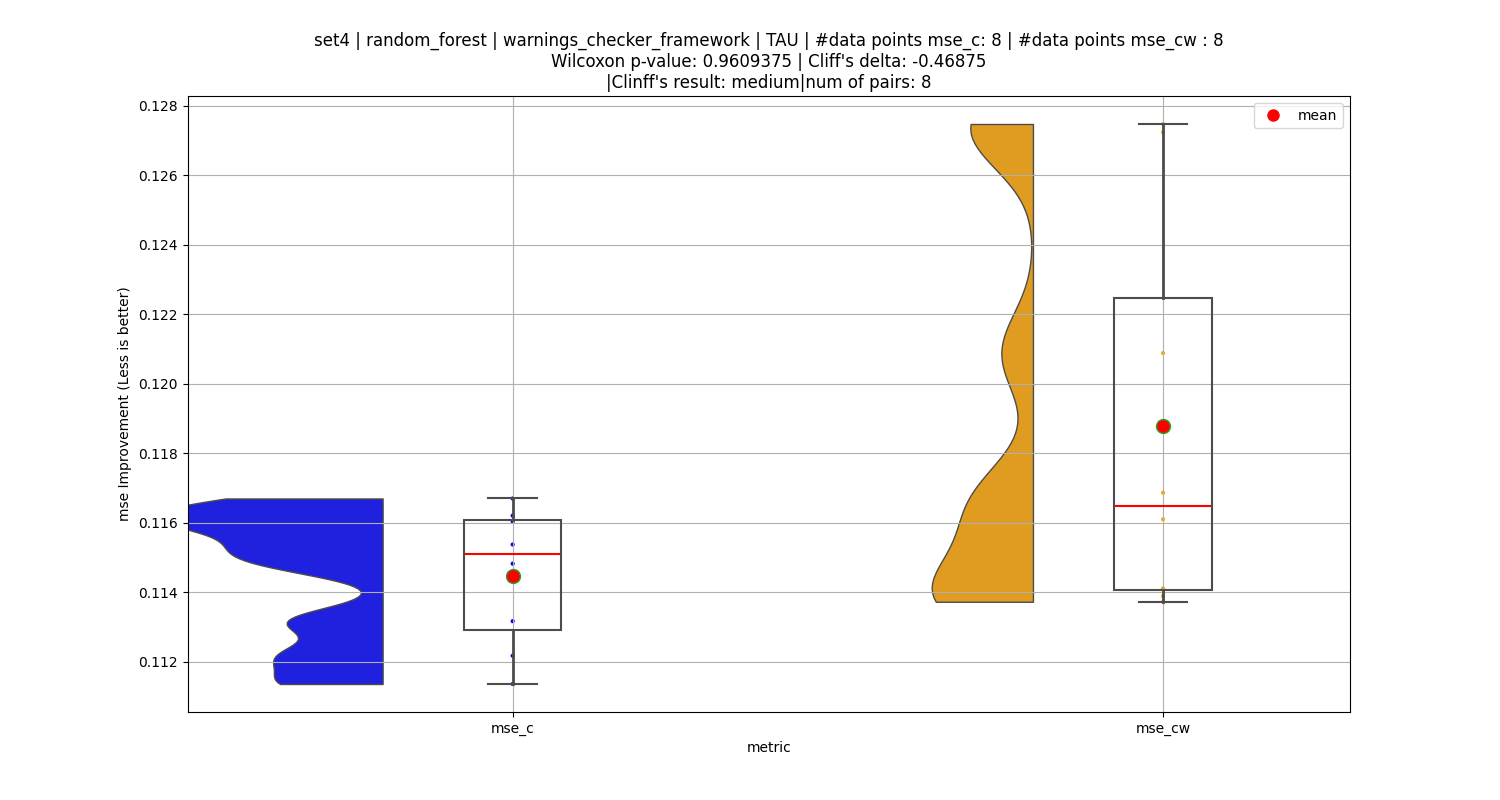 set4 | random_forest | warnings_checker_framework | TAU | #data points mse_c: 8 | #data points mse_cw : 8
Wilcoxon p-value: 0.9609375 | Cliff's delta: -0.46875
|Clinff's result: medium|num of pairs: 8
mean
0.128
0.126
0.124
0.122
0.120
0.118
0.116
0.114
0.112
mse Improvement (Less is better)
mse_c
mse_cw
metric